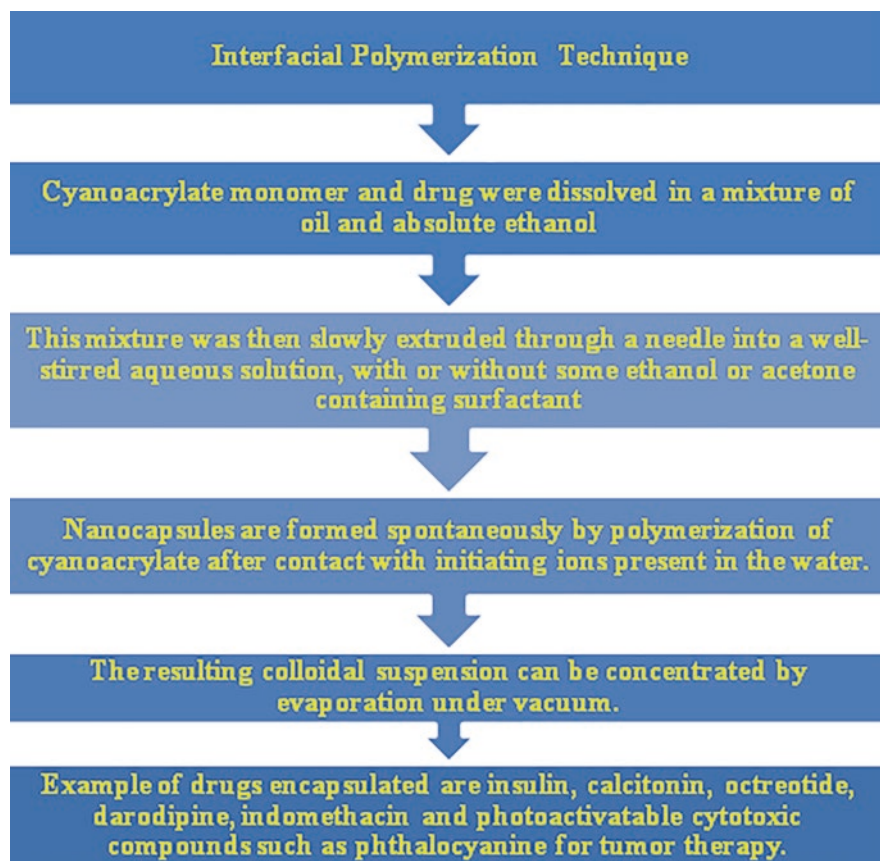 Interfacial Polymerization Technique
Cyanoacrylate monomer and drug were dissolved in a mixture of
oil and absolute ethanol
This mixture was then slowly extruded through a needle into a well-
stirred aqueous solution, with or without some ethanol or acetone
containing surfactant
Nanocapsules are formed spontaneously by polymerization of
cyanoacrylate after contact with initiating ions present in the water.
The resulting colloidal suspension can be concentrated by
evaporation under vacuum.
Example of drugs encapsulated are insulin, calcitonin, octreotide,
darodipine, indomethacin and photoactivatable cytotoxic
compounds such as phthalocyanine for tumor therapy.